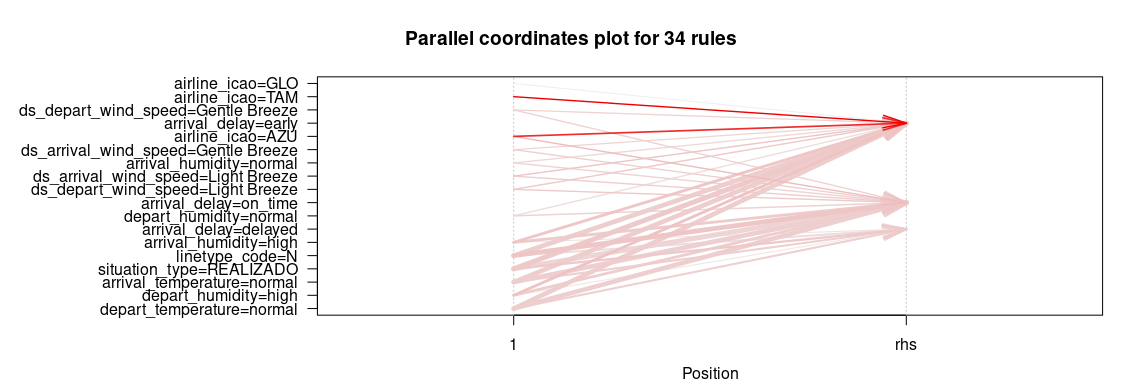 Parallel coordinates plot for 34 rules
airline_icao=GLO
airline_icao=TAM
ds_depart_wind_speed=Gentle Breeze
arrival_delay=early
airline_icao=AZU
ds_arrival_wind_speed=Gentle Breeze
arrival_humidity=normal
ds_arrival_wind_speed=Light Breeze
ds_depart_wind_speed=Light Breeze
arrival_delay=on_time
depart_humidity=normal
arrival_delay=delayed
arrival_humidity=high
linetype_code=N
situation_type=REALIZADO
arrival_temperature=normal
depart_humidity=high
depart_temperature=normal
1 rhs
Position